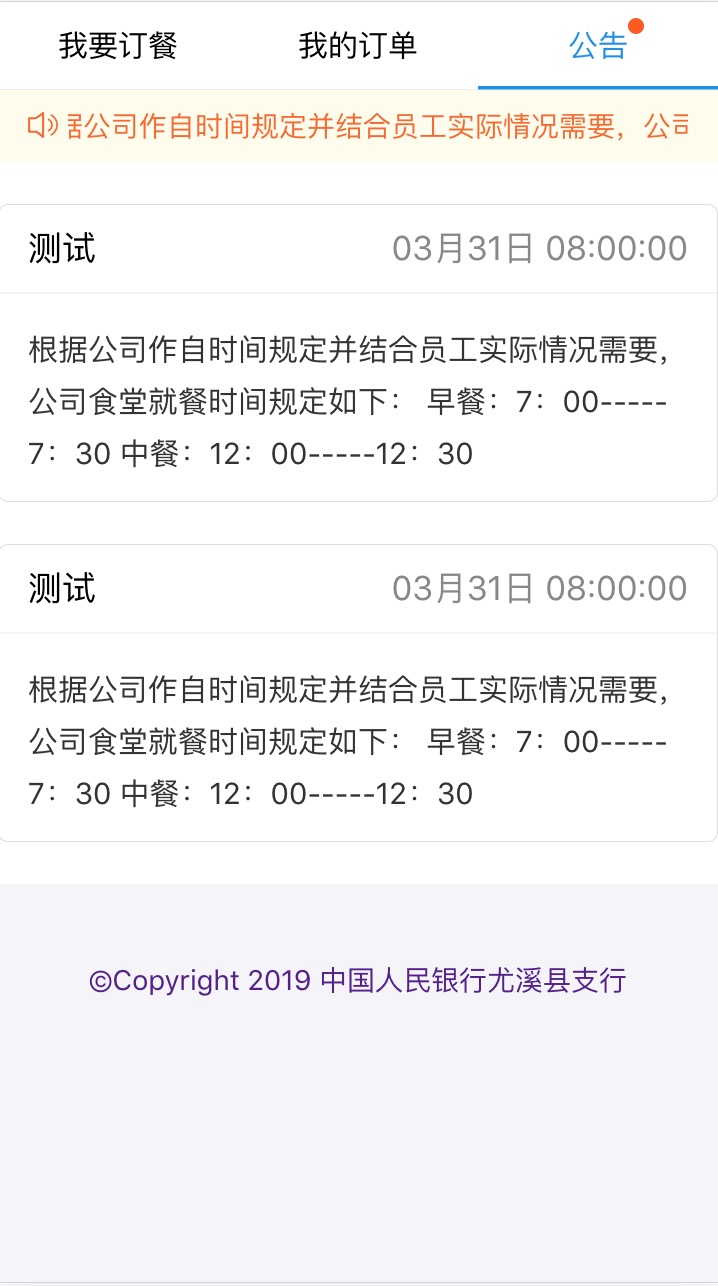 我要订餐
我的订单
公告
公司作自时间规定并结合员工实际情况需要，公司
测试
03月31日 08:00:00
根据公司作自时间规定并结合员工实际情况需要，
公司食堂就餐时间规定如下： 早餐：7：00-----
7：30 中餐：12：00-----12：30
测试
03月31日 08:00:00
根据公司作自时间规定并结合员工实际情况需要，
公司食堂就餐时间规定如下： 早餐：7：00-----
7：30 中餐：12：00-----12：30
©Copyright 2019 中国人民银行尤溪县支行